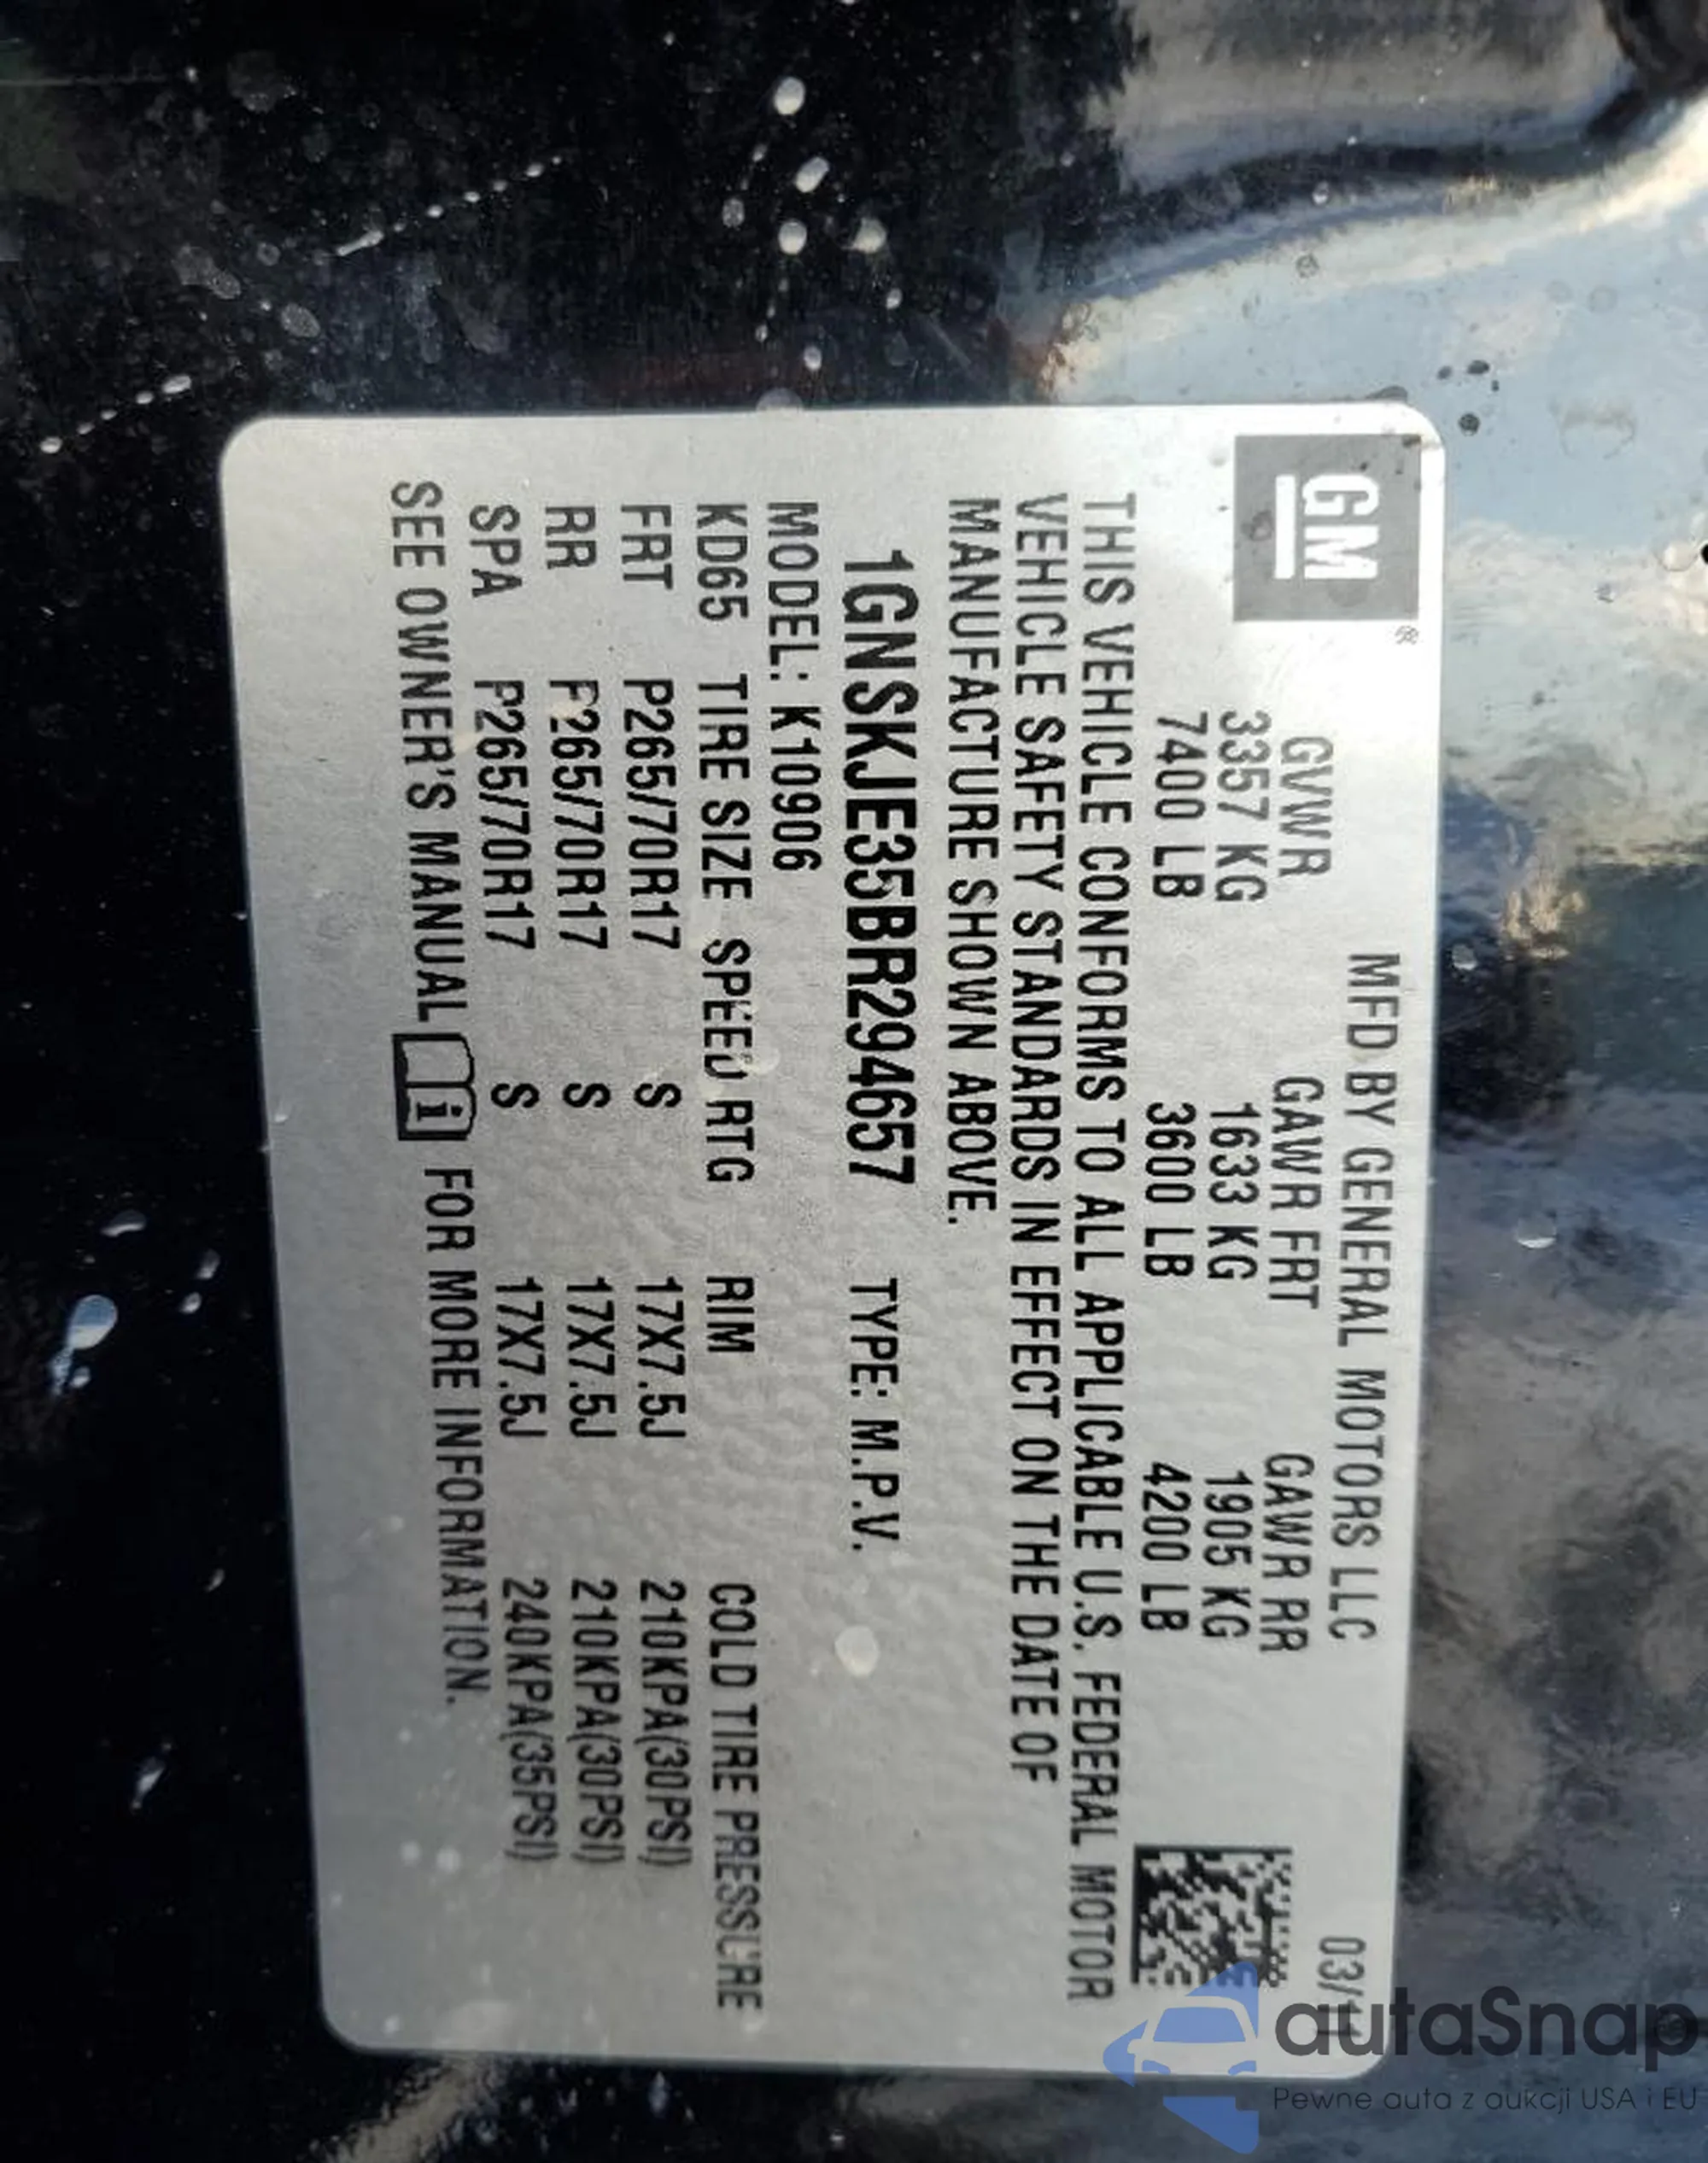 GM®
MFD BY GENERAL MOTORS LLC
GVWR GAWR FRT GAWR RR
3357 KG 1633 KG 1905 KG
7400 LB 3600 LB 4200 LB
THIS VEHICLE CONFORMS TO ALL APPLICABLE U.S. FEDERAL MOTOR
VEHICLE SAFETY STANDARDS IN EFFECT ON THE DATE OF
MANUFACTURE SHOWN ABOVE.
1GNSKJE35BR294657 TYPE: M.P.V.
MODEL: K10906
KD65 TIRE SIZE SPEED RTG RIM COLD TIRE PRESSURE
FRT P265/70R17 S 17X7.5J 210KPA(30PSI)
RR P265/70R17 S 17X7.5J 210KPA(30PSI)
SPA P265/70R17 S 17X7.5J 240KPA(35PSI)
SEE OWNER'S MANUAL i FOR MORE INFORMATION.
autaSnap
Pewne auta z aukcji USA i EU